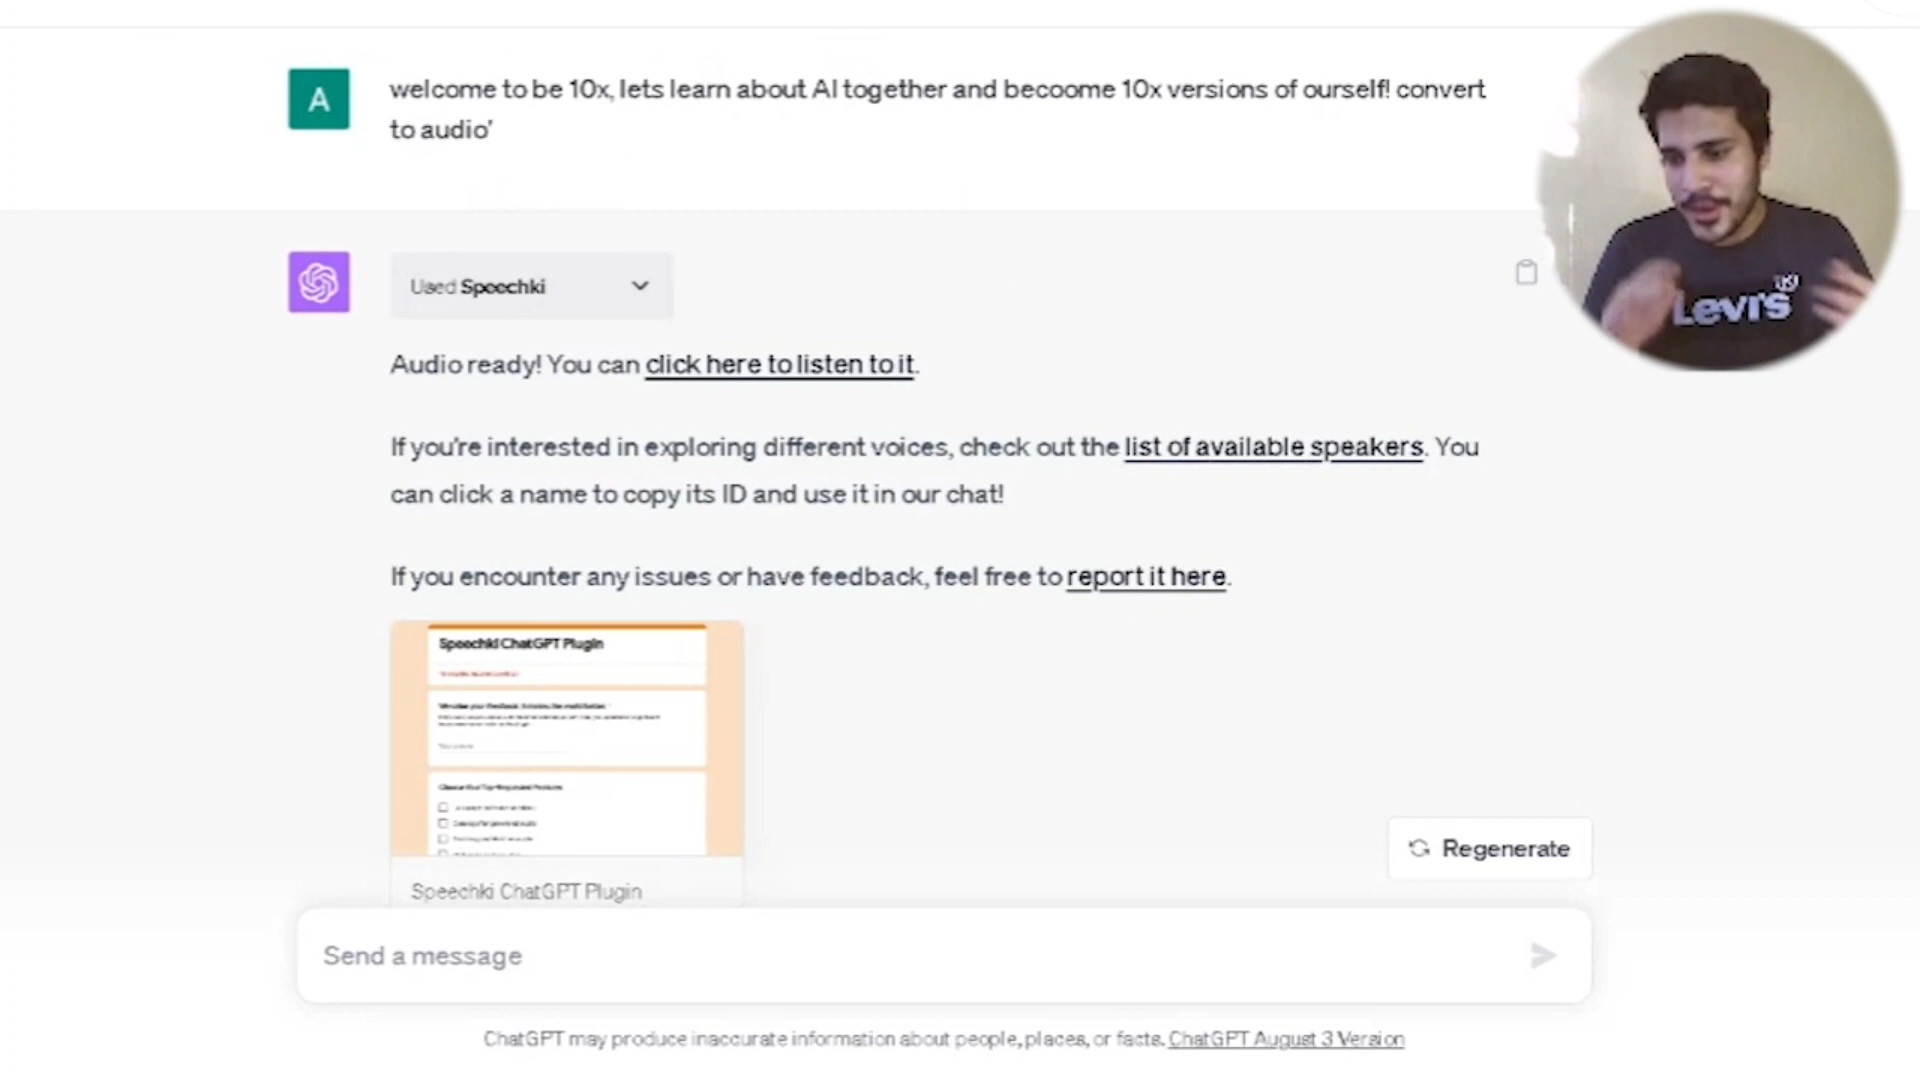 A
welcome to be 10x, lets learn about AI together and becoome 10x versions of ourself! convert
to audio'
Used Speechki
Levi's
Audio ready! You can click here to listen to it.
If you're interested in exploring different voices, check out the list of available speakers. You
can click a name to copy its ID and use it in our chat!
If you encounter any issues or have feedback, feel free to report it here.
Speechki ChatGPT Plugin
Regenerate
Speechki ChatGPT Plugin
Send a message
ChatGPT may produce inaccurate information about people, places, or facts. ChatGPT August 3 Version